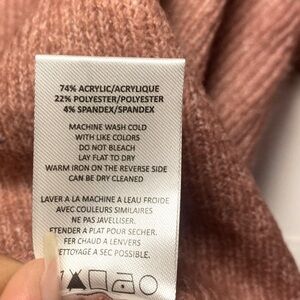 74% ACRYLIC/ACRYLIQUE
22% POLYESTER/POLYESTER
4% SPANDEX/SPANDEX
MACHINE WASH COLD
WITH LIKE COLORS
DO NOT BLEACH
LAY FLAT TO DRY
WARM IRON ON THE REVERSE SIDE
CAN BE DRY CLEANED
LAVER A LA MACHINE A LEAU FROIDE
AVEC COULEURS SIMILAIRES
NE PAS JAVELLISER.
ETENDER A PLAT POUR SECHER.
FER CHAUD A LENVERS
NETTOYAGE A SEC POSSIBLE.